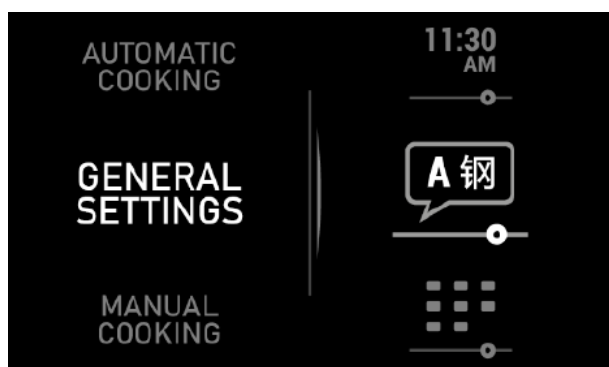 AUTOMATIC
COOKING
11:30
AM
GENERAL
SETTINGS
A 钢
MANUAL
COOKING